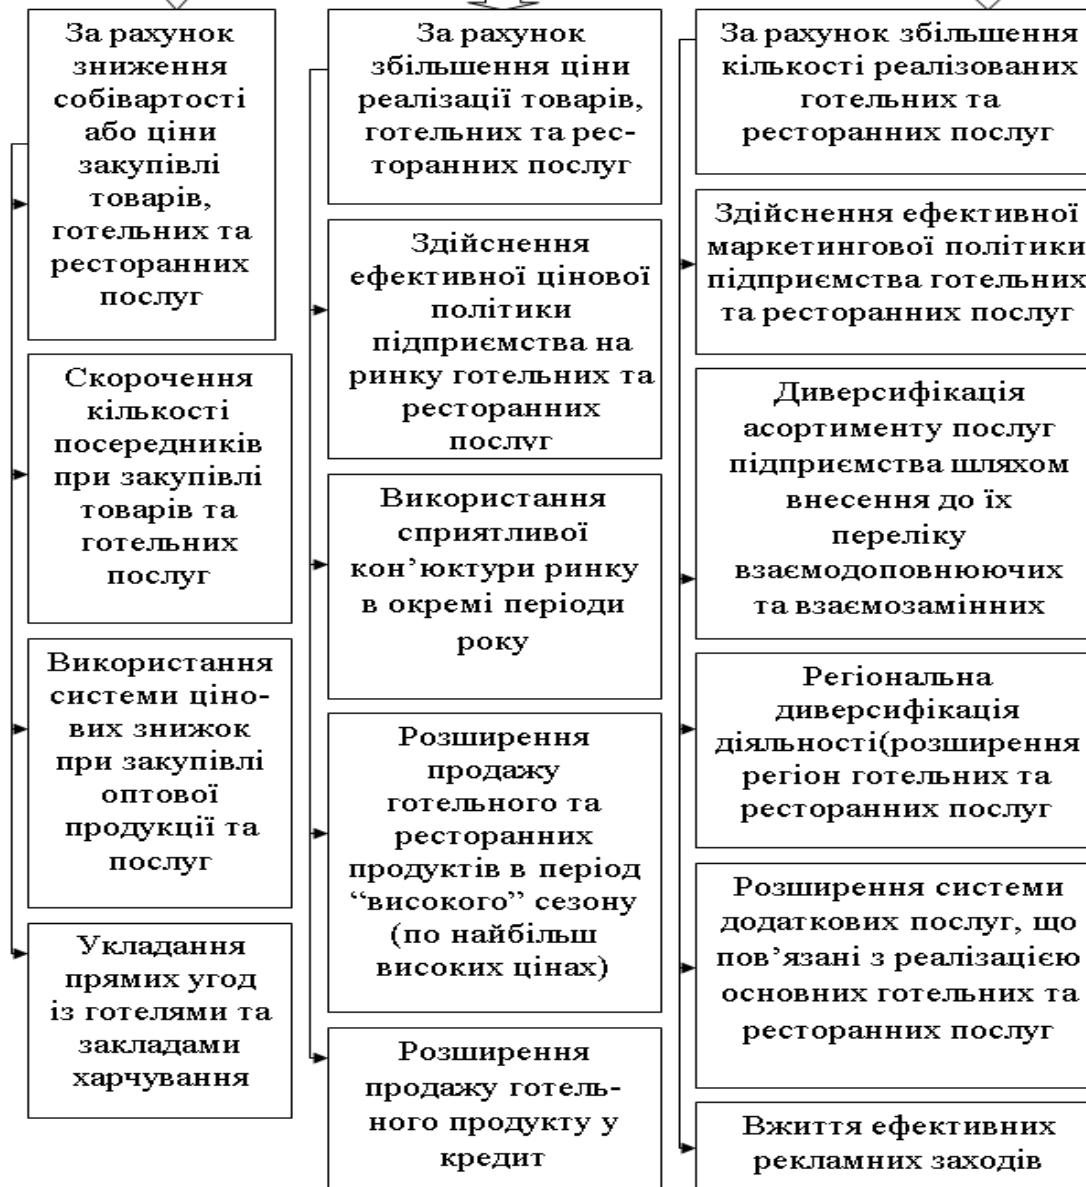 За рахунок
зниження
собівартості
або ціни
закупівлі
товарів,
готельних та
ресторанних
послуг
Скорочення
кількості
посередників
при закупівлі
товарів та
готельних
послуг
Використання
системи ціно-
вих знижок
при закупівлі
оптової
продукції та
послуг
Укладання
прямих угод
із готелями та
закладами
харчування
За рахунок
збільшення ціни
реалізації товарів,
готельних та рес-
торанних послуг
Здійснення
ефективної цінової
політики
підприємства на
ринку готельних та
ресторанних
послуг
Використання
сприятливої
кон’юктури ринку
в окремі періоди
року
Розширення
продажу
готельного та
ресторанних
продуктів в період
“високого” сезону
(по найбільш
високих цінах)
Розширення
продажу готель-
ного продукту у
кредит
За рахунок збільшення
кількості реалізованих
готельних та
ресторанних послуг
Здійснення ефективної
маркетингової політики
підприємства готельних
та ресторанних послуг
Диверсифікація
асортименту послуг
підприємства шляхом
внесення до їх
переліку
взаємодоповнюючих
та взаємозамінних
Регіональна
диверсифікація
діяльності(розширення
регіон готельних та
ресторанних послуг
Розширення системи
додаткових послуг, що
пов’язані з реалізацією
основних готельних та
ресторанних послуг
Вжиття ефективних
рекламних заходів